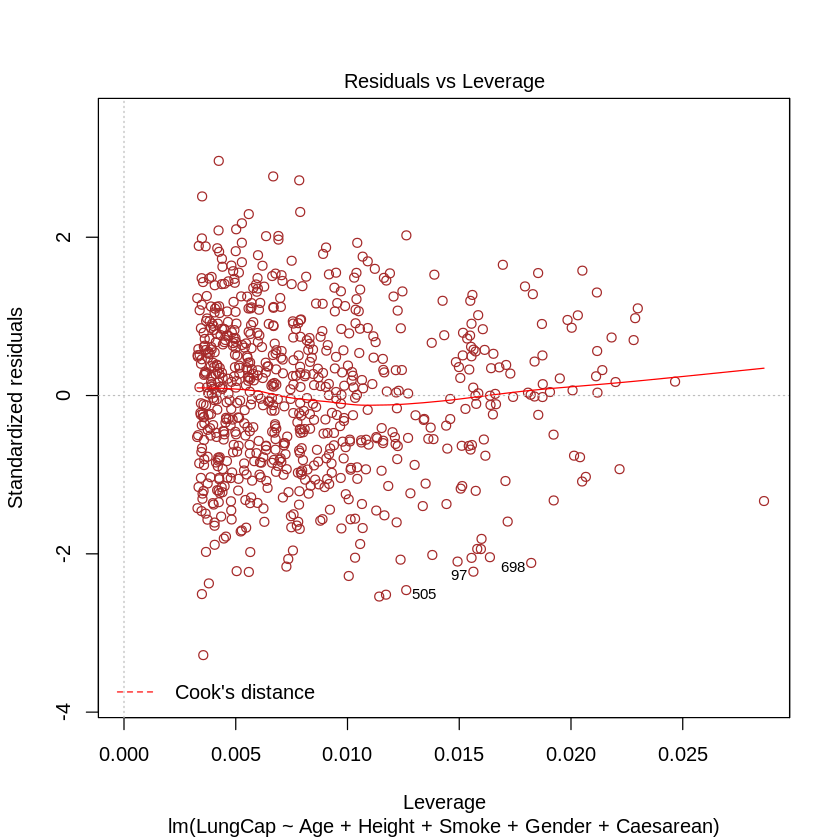 Residuals vs Leverage
Standardized residuals
2
0
-2
-4
97
698
505
Cook's distance
0.000 0.005 0.010 0.015 0.020 0.025
Leverage
lm(LungCap ~ Age + Height + Smoke + Gender + Caesarean)